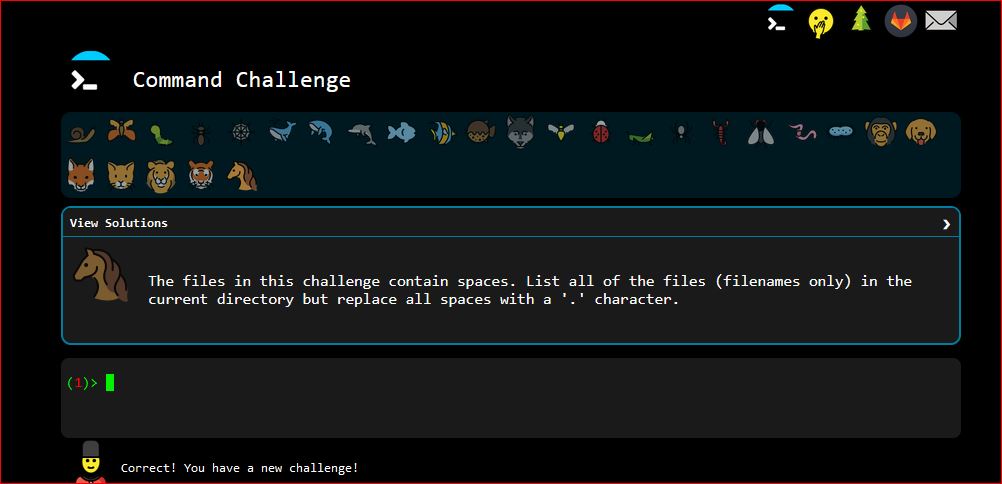 Command Challenge
View Solutions
The files in this challenge contain spaces. List all of the files (filenames only) in the
current directory but replace all spaces with a '.' character.
(1)>
Correct! You have a new challenge!